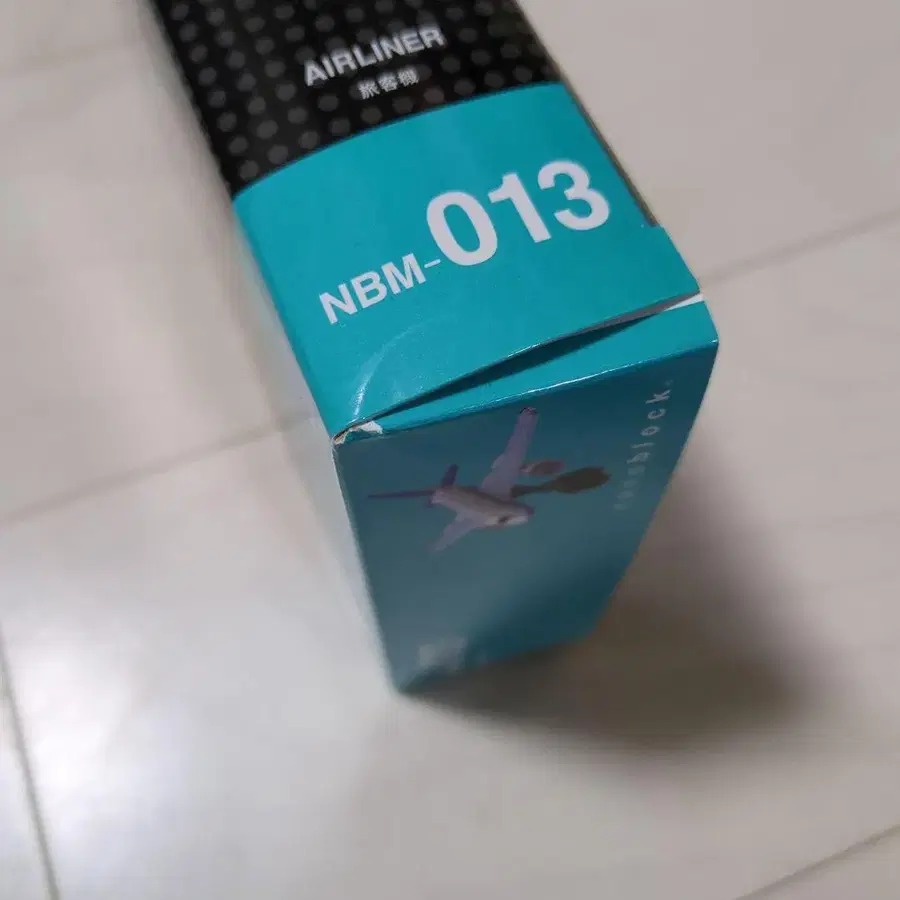 AIRLINER
旅客機
NBM-013
nanoblock